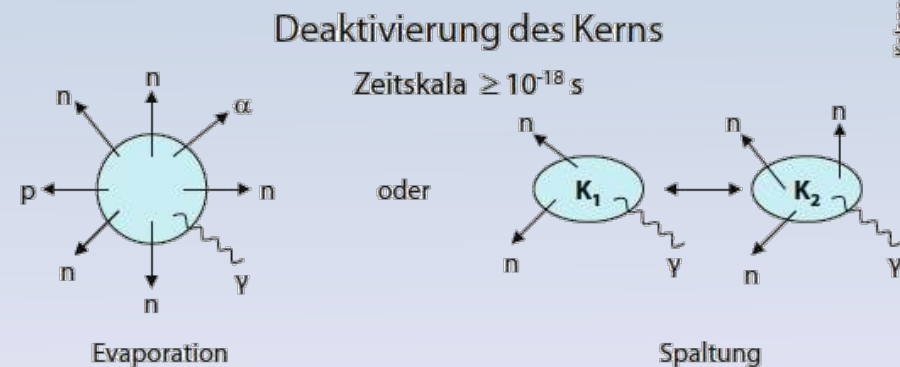 Deaktivierung des Kerns
Zeitskala ≥ 10⁻¹⁸ s
n
n
α
p
n
n
n
γ
oder
n
K₁
n
γ
n
n
K₂
n
γ
Evaporation
Spaltung